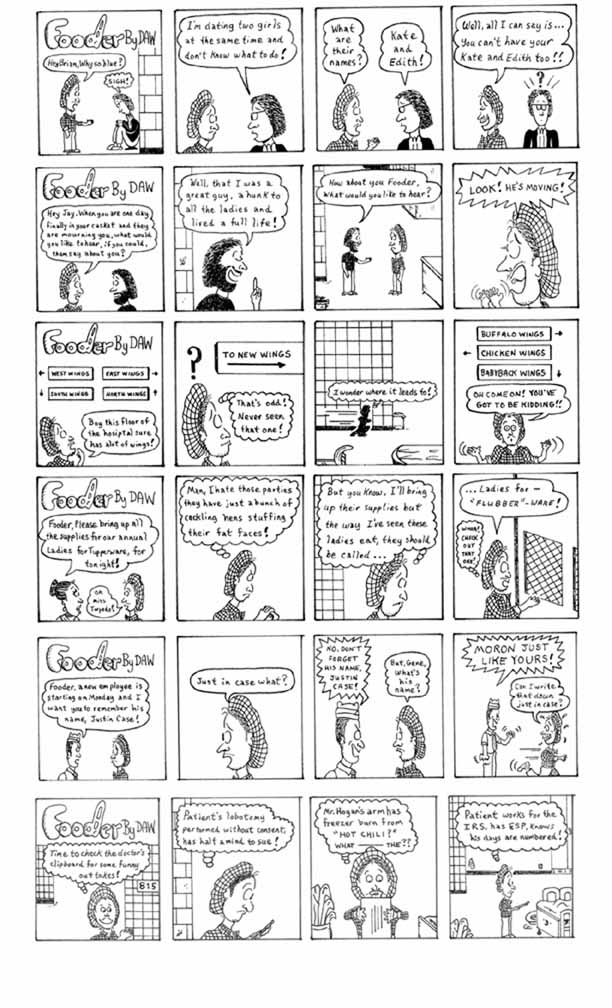 Fooder By DAW
Hey Brian, Why so blue?
SIGH!
I'm dating two girls
at the same time and
don't know what to do!
What
are
their
names?
Kate
and
Edith!
Well, all I can say is...
You can't have your
Kate and Edith too!!
?
Fooder By DAW
Hey Jay, When you are one day
finally in your casket and they
are mourning you, what would
you like to hear, if you could,
them say about you?
Well, that I was a
great guy, a hunk to
all the ladies and
lived a full life!
How about you Fooder,
what would you like to hear?
LOOK! HE'S MOVING!
Fooder By DAW
← WEST WINGS EAST WINGS →
↓ SOUTH WINGS NORTH WINGS ↑
Boy this floor of
the hosiptal sure
has alot of wings!
?
TO NEW WINGS
That's odd!
Never seen
that one!
I wonder where it leads to!
BUFFALO WINGS →
← CHICKEN WINGS
BABYBACK WINGS ↓
OH COME ON! YOU'VE
GOT TO BE KIDDING!!
Fooder By DAW
Fooder, Please bring up all
the supplies for our annual
Ladies for Tupperware, for
tonight!
OK
Miss
Torpedo!
Man, I hate those parties
they have just a bunch of
cackling hens stuffing
their fat faces!
But you know, I'll bring
up their supplies but
the way I've seen these
ladies eat, they should
be called...
...Ladies for-
"FLUBBER"-WARE!
WHOA!
CHECK
OUT
THAT
ONE!
Fooder By DAW
Fooder, a new employee is
starting on Monday and I
want you to remember his
name, Justin Case!
Just in case what?
NO, DON'T
FORGET
HIS NAME,
JUSTIN
CASE!
But, Gene,
What's
his
name?
MORON JUST
LIKE YOURS!
Can I write
that down
just in case?
Fooder By DAW
Time to check the doctor's
clipboard for some funny
out takes!
B15
Patient's lobotomy
performed without consent,
has half a mind to sue!
Mr. Hogan's arm has
freezer burn from
"HOT CHILI?"
WHAT THE??
Patient works for the
I.R.S. has ESP, knows
his days are numbered!